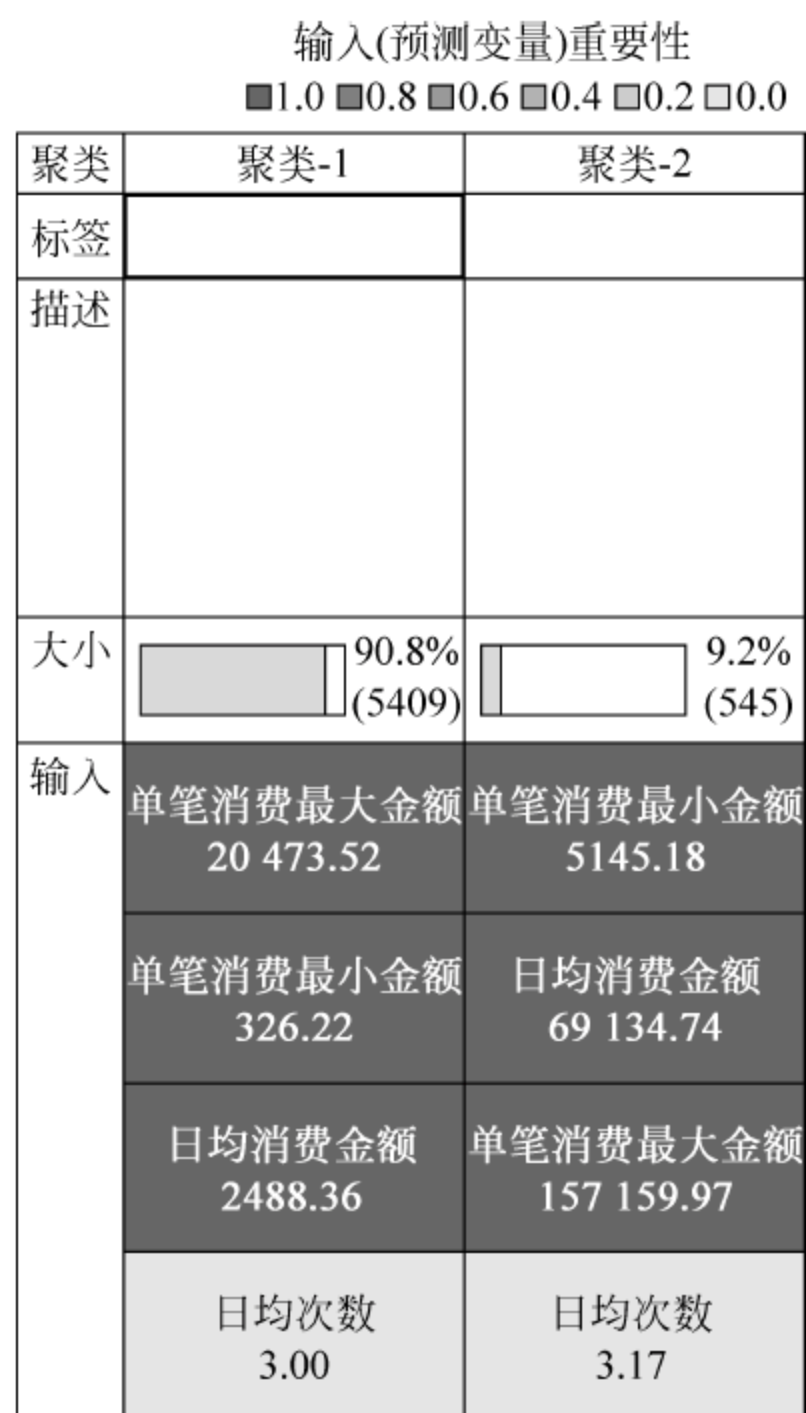 输入(预测变量)重要性
1.0 0.8 0.6 0.4 0.2 0.0
聚类 聚类-1 聚类-2
标签
描述
大小 90.8% 9.2%
(5409) (545)
输入 单笔消费最大金额 单笔消费最小金额
20 473.52 5145.18
单笔消费最小金额 日均消费金额
326.22 69 134.74
日均消费金额 单笔消费最大金额
2488.36 157 159.97
日均次数 日均次数
3.00 3.17